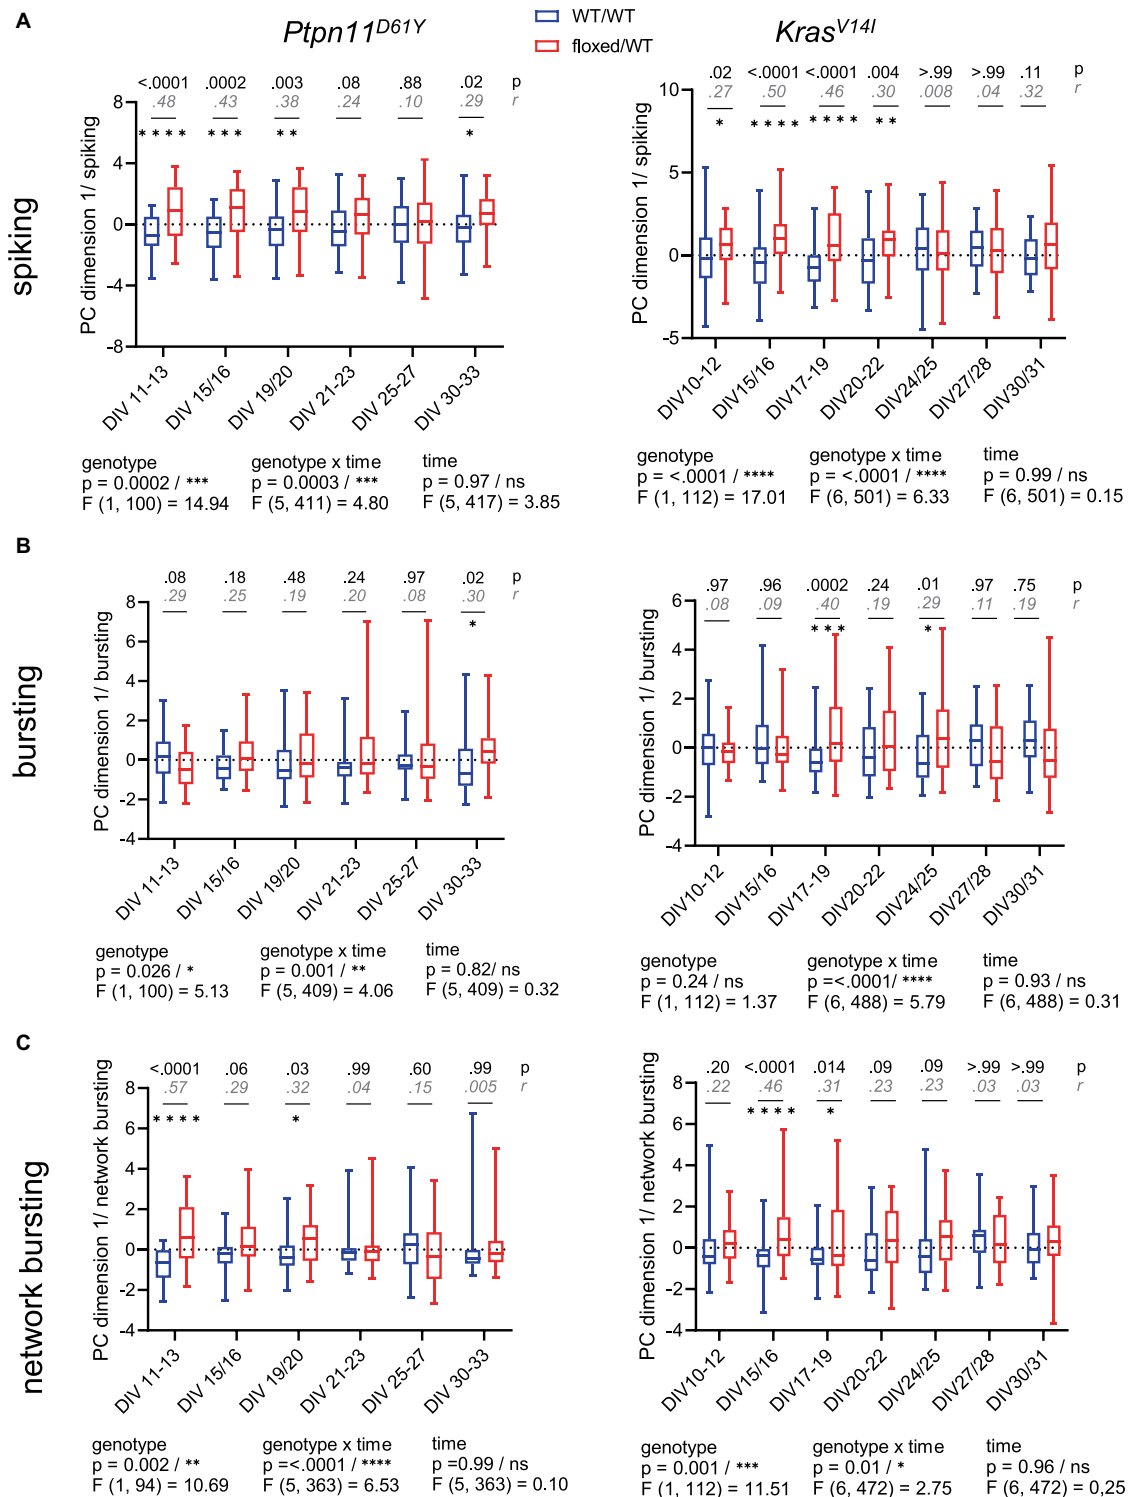 A
Ptpn11D61Y
WT/WT
floxed/WT
KrasV14I
spiking
PC dimension 1/ spiking
<.0001 .0002 .003 .08 .88 .02 p
.48 .43 .38 .24 .10 .29 r
**** *** ** *
8
4
0
-4
-8
DIV 11-13 DIV 15/16 DIV 19/20 DIV 21-23 DIV 25-27 DIV 30-33
genotype genotype x time time
p = 0.0002 / *** p = 0.0003 / *** p = 0.97 / ns
F (1, 100) = 14.94 F (5, 411) = 4.80 F (5, 417) = 3.85
PC dimension 1/ spiking
.02 <.0001 <.0001 .004 >.99 >.99 .11 p
.27 .50 .46 .30 .008 .04 .32 r
* **** **** **
10
5
0
-5
DIV10-12 DIV15/16 DIV17-19 DIV20-22 DIV24/25 DIV27/28 DIV30/31
genotype genotype x time time
p = <.0001 / **** p = <.0001 / **** p = 0.99 / ns
F (1, 112) = 17.01 F (6, 501) = 6.33 F (6, 501) = 0.15
B
bursting
PC dimension 1/ bursting
.08 .18 .48 .24 .97 .02 p
.29 .25 .19 .20 .08 .30 r
*
8
6
4
2
0
-2
-4
DIV 11-13 DIV 15/16 DIV 19/20 DIV 21-23 DIV 25-27 DIV 30-33
genotype genotype x time time
p = 0.026 / * p = 0.001 / ** p = 0.82/ ns
F (1, 100) = 5.13 F (5, 409) = 4.06 F (5, 409) = 0.32
PC dimension 1/ bursting
.97 .96 .0002 .24 .01 .97 .75 p
.08 .09 .40 .19 .29 .11 .19 r
*** *
6
4
2
0
-2
-4
DIV10-12 DIV15/16 DIV17-19 DIV20-22 DIV24/25 DIV27/28 DIV30/31
genotype genotype x time time
p = 0.24 / ns p =<.0001/ **** p = 0.93 / ns
F (1, 112) = 1.37 F (6, 488) = 5.79 F (6, 488) = 0.31
C
network bursting
PC dimension 1/ network bursting
<.0001 .06 .03 .99 .60 .99 p
.57 .29 .32 .04 .15 .005 r
**** *
8
6
4
2
0
-2
-4
DIV 11-13 DIV 15/16 DIV 19/20 DIV 21-23 DIV 25-27 DIV 30-33
genotype genotype x time time
p = 0.002 / ** p =<.0001/ **** p =0.99 / ns
F (1, 94) = 10.69 F (5, 363) = 6.53 F (5, 363) = 0.10
PC dimension 1/ network bursting
.20 <.0001 .014 .09 .09 >.99 >.99 p
.22 .46 .31 .23 .23 .03 .03 r
**** *
8
6
4
2
0
-2
-4
DIV10-12 DIV15/16 DIV17-19 DIV20-22 DIV24/25 DIV27/28 DIV30/31
genotype genotype x time time
p = 0.001 / *** p = 0.01 / * p = 0.96 / ns
F (1, 112) = 11.51 F (6, 472) = 2.75 F (6, 472) = 0,25